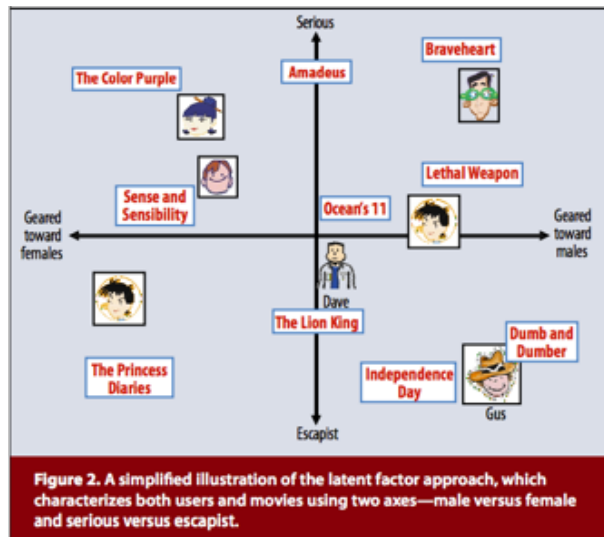 Serious
Braveheart
Amadeus
The Color Purple
Lethal Weapon
Sense and
Sensibility
Ocean's 11
Geared
toward
females
Geared
toward
males
Dave
The Lion King
Dumb and
Dumber
The Princess
Diaries
Independence
Day
Gus
Escapist
Figure 2. A simplified illustration of the latent factor approach, which
characterizes both users and movies using two axes—male versus female
and serious versus escapist.